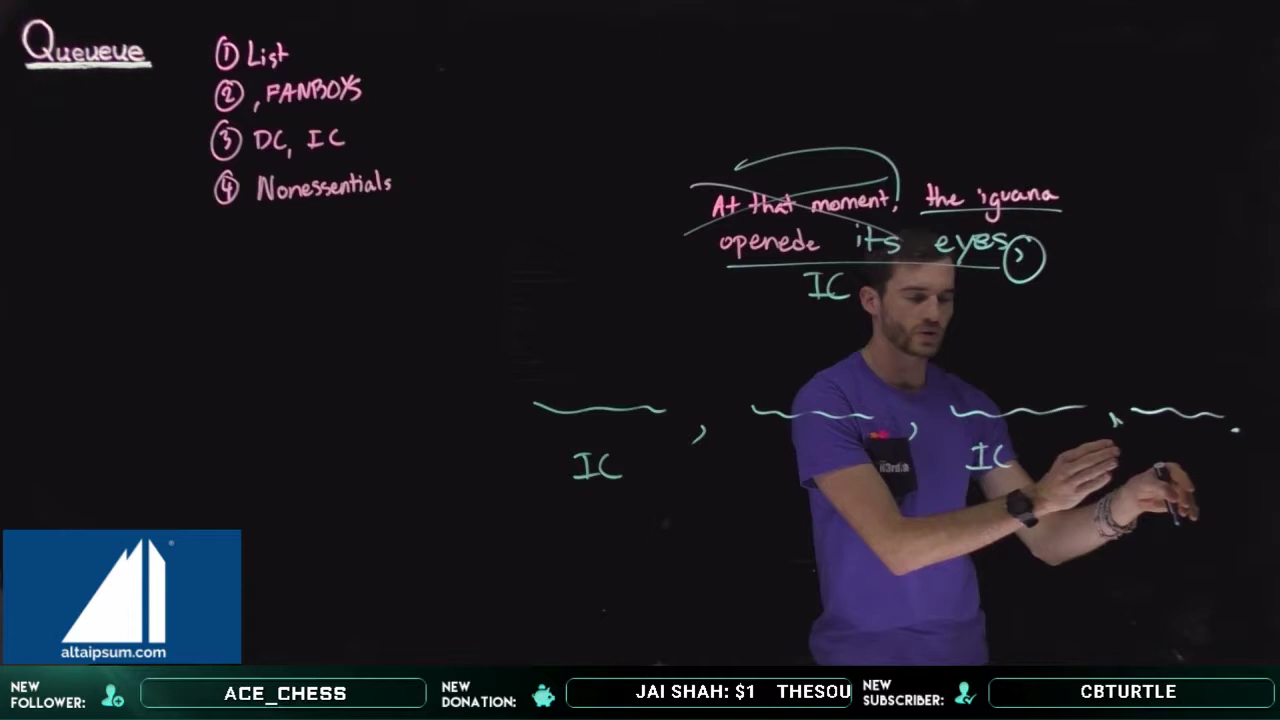 Queueue
① List
② , FANBOYS
③ DC, IC
④ Nonessentials
At that moment, the iguana
openede its eyes,
IC
, , , .
IC IC
altaipsum.com
NEW FOLLOWER: ACE_CHESS NEW DONATION: JAI SHAH: $1 THESOU NEW SUBSCRIBER: CBTURTLE